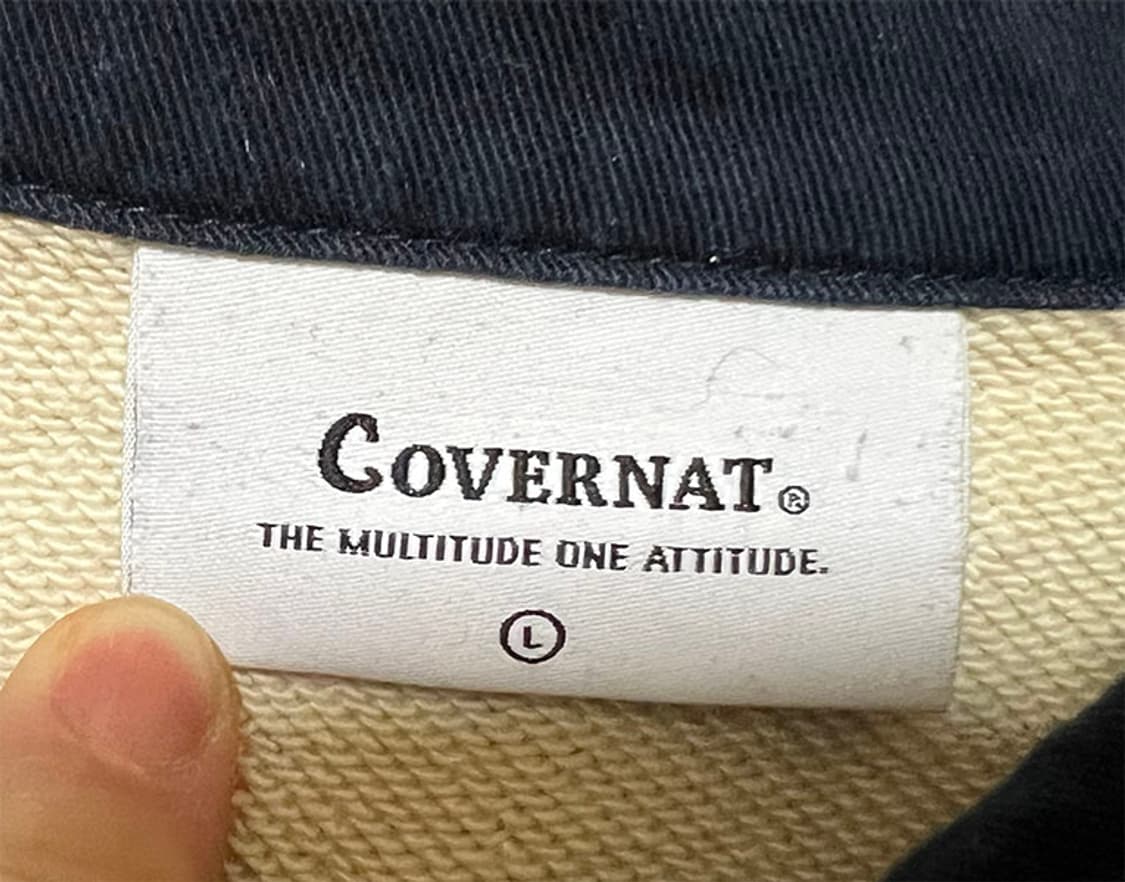 COVERNAT®
THE MULTITUDE ONE ATTITUDE.
L